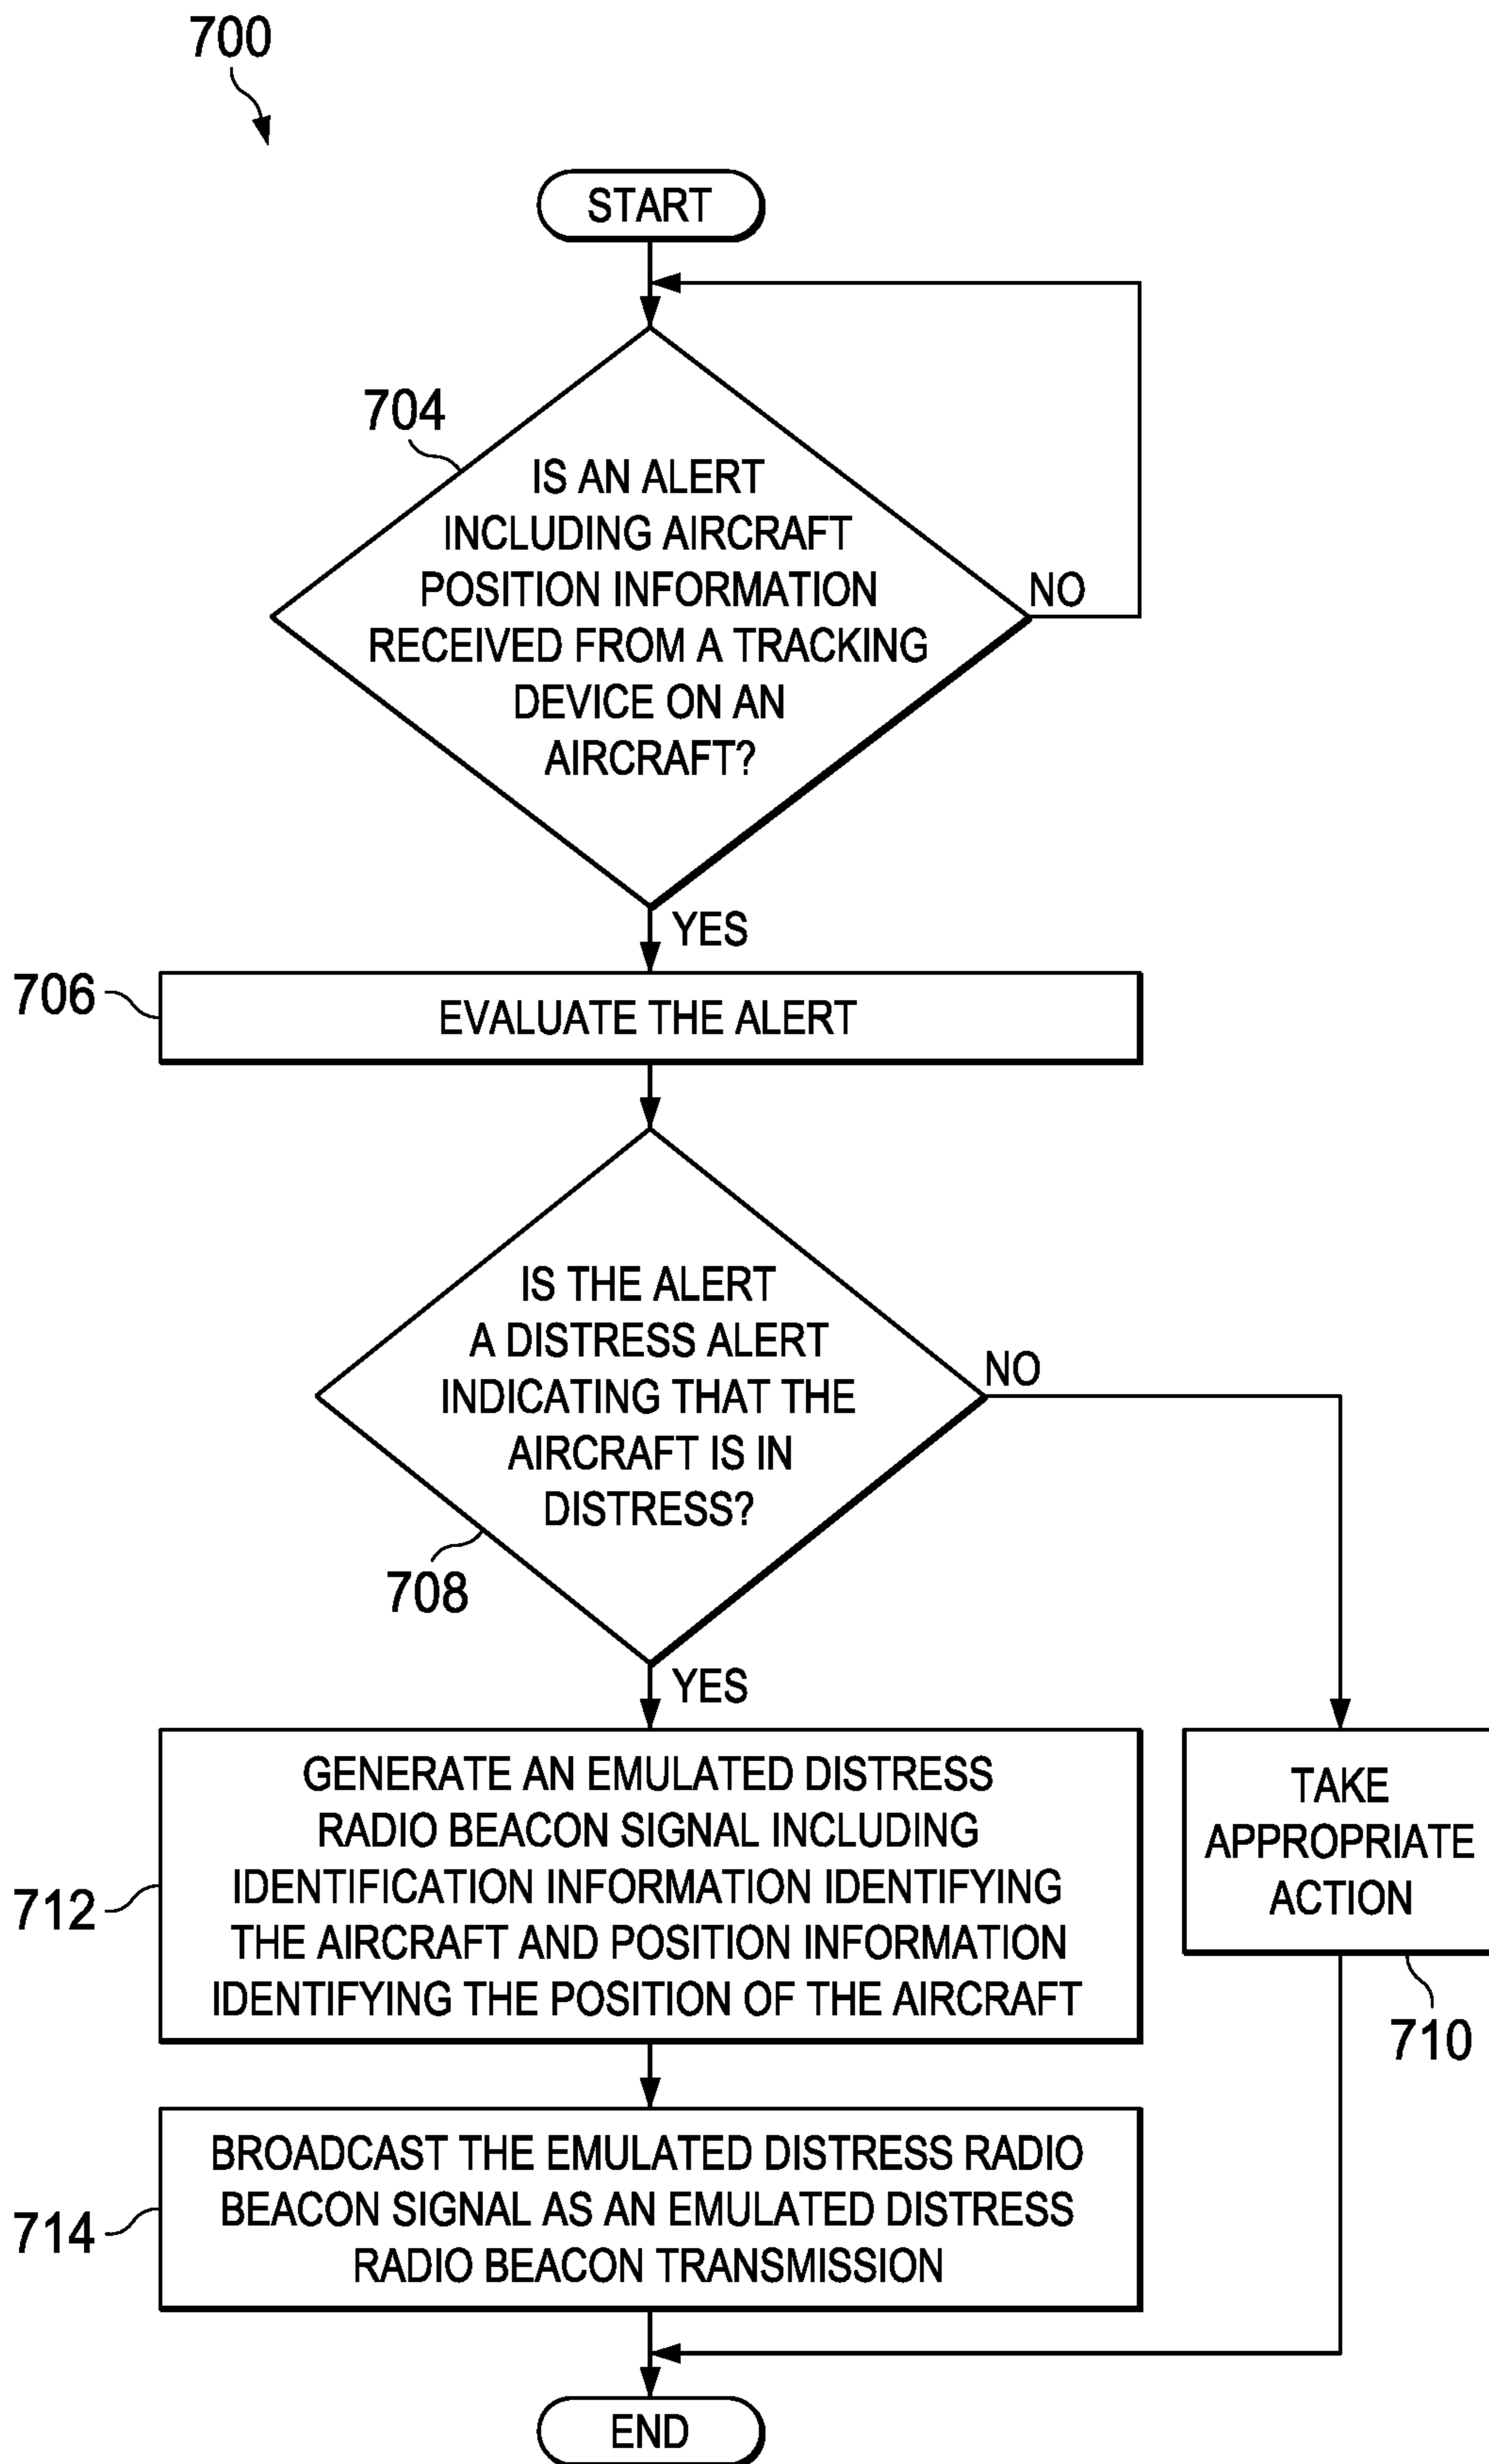 700
START
704
IS AN ALERT
INCLUDING AIRCRAFT
POSITION INFORMATION
RECEIVED FROM A TRACKING
DEVICE ON AN
AIRCRAFT?
NO
YES
706
EVALUATE THE ALERT
IS THE ALERT
A DISTRESS ALERT
INDICATING THAT THE
AIRCRAFT IS IN
DISTRESS?
NO
708
YES
GENERATE AN EMULATED DISTRESS
RADIO BEACON SIGNAL INCLUDING
IDENTIFICATION INFORMATION IDENTIFYING
THE AIRCRAFT AND POSITION INFORMATION
IDENTIFYING THE POSITION OF THE AIRCRAFT
712
TAKE
APPROPRIATE
ACTION
710
BROADCAST THE EMULATED DISTRESS RADIO
BEACON SIGNAL AS AN EMULATED DISTRESS
RADIO BEACON TRANSMISSION
714
END